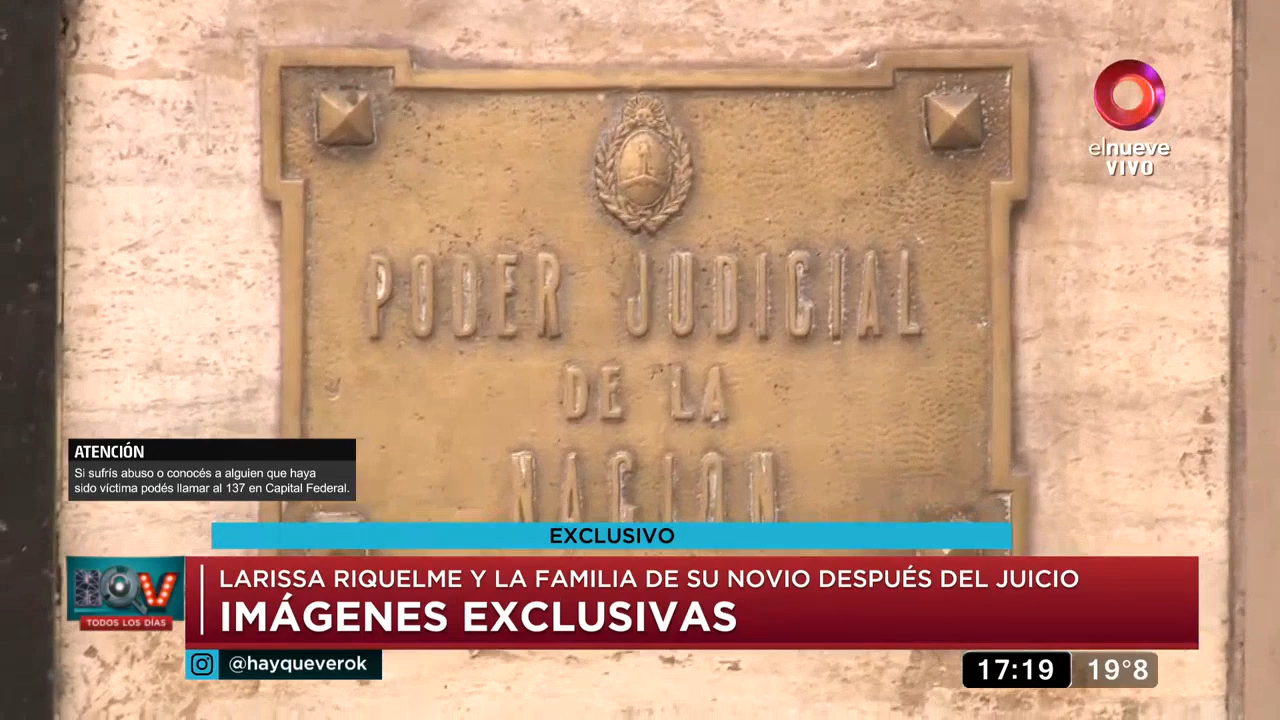 elnueve
VIVO
PODER JUDICIAL
DE LA
NACION
ATENCIÓN
Si sufrís abuso o conocés a alguien que haya
sido víctima podés llamar al 137 en Capital Federal.
EXCLUSIVO
HQV
TODOS LOS DÍAS
LARISSA RIQUELME Y LA FAMILIA DE SU NOVIO DESPUÉS DEL JUICIO
IMÁGENES EXCLUSIVAS
@hayqueverok
17:19 19°8